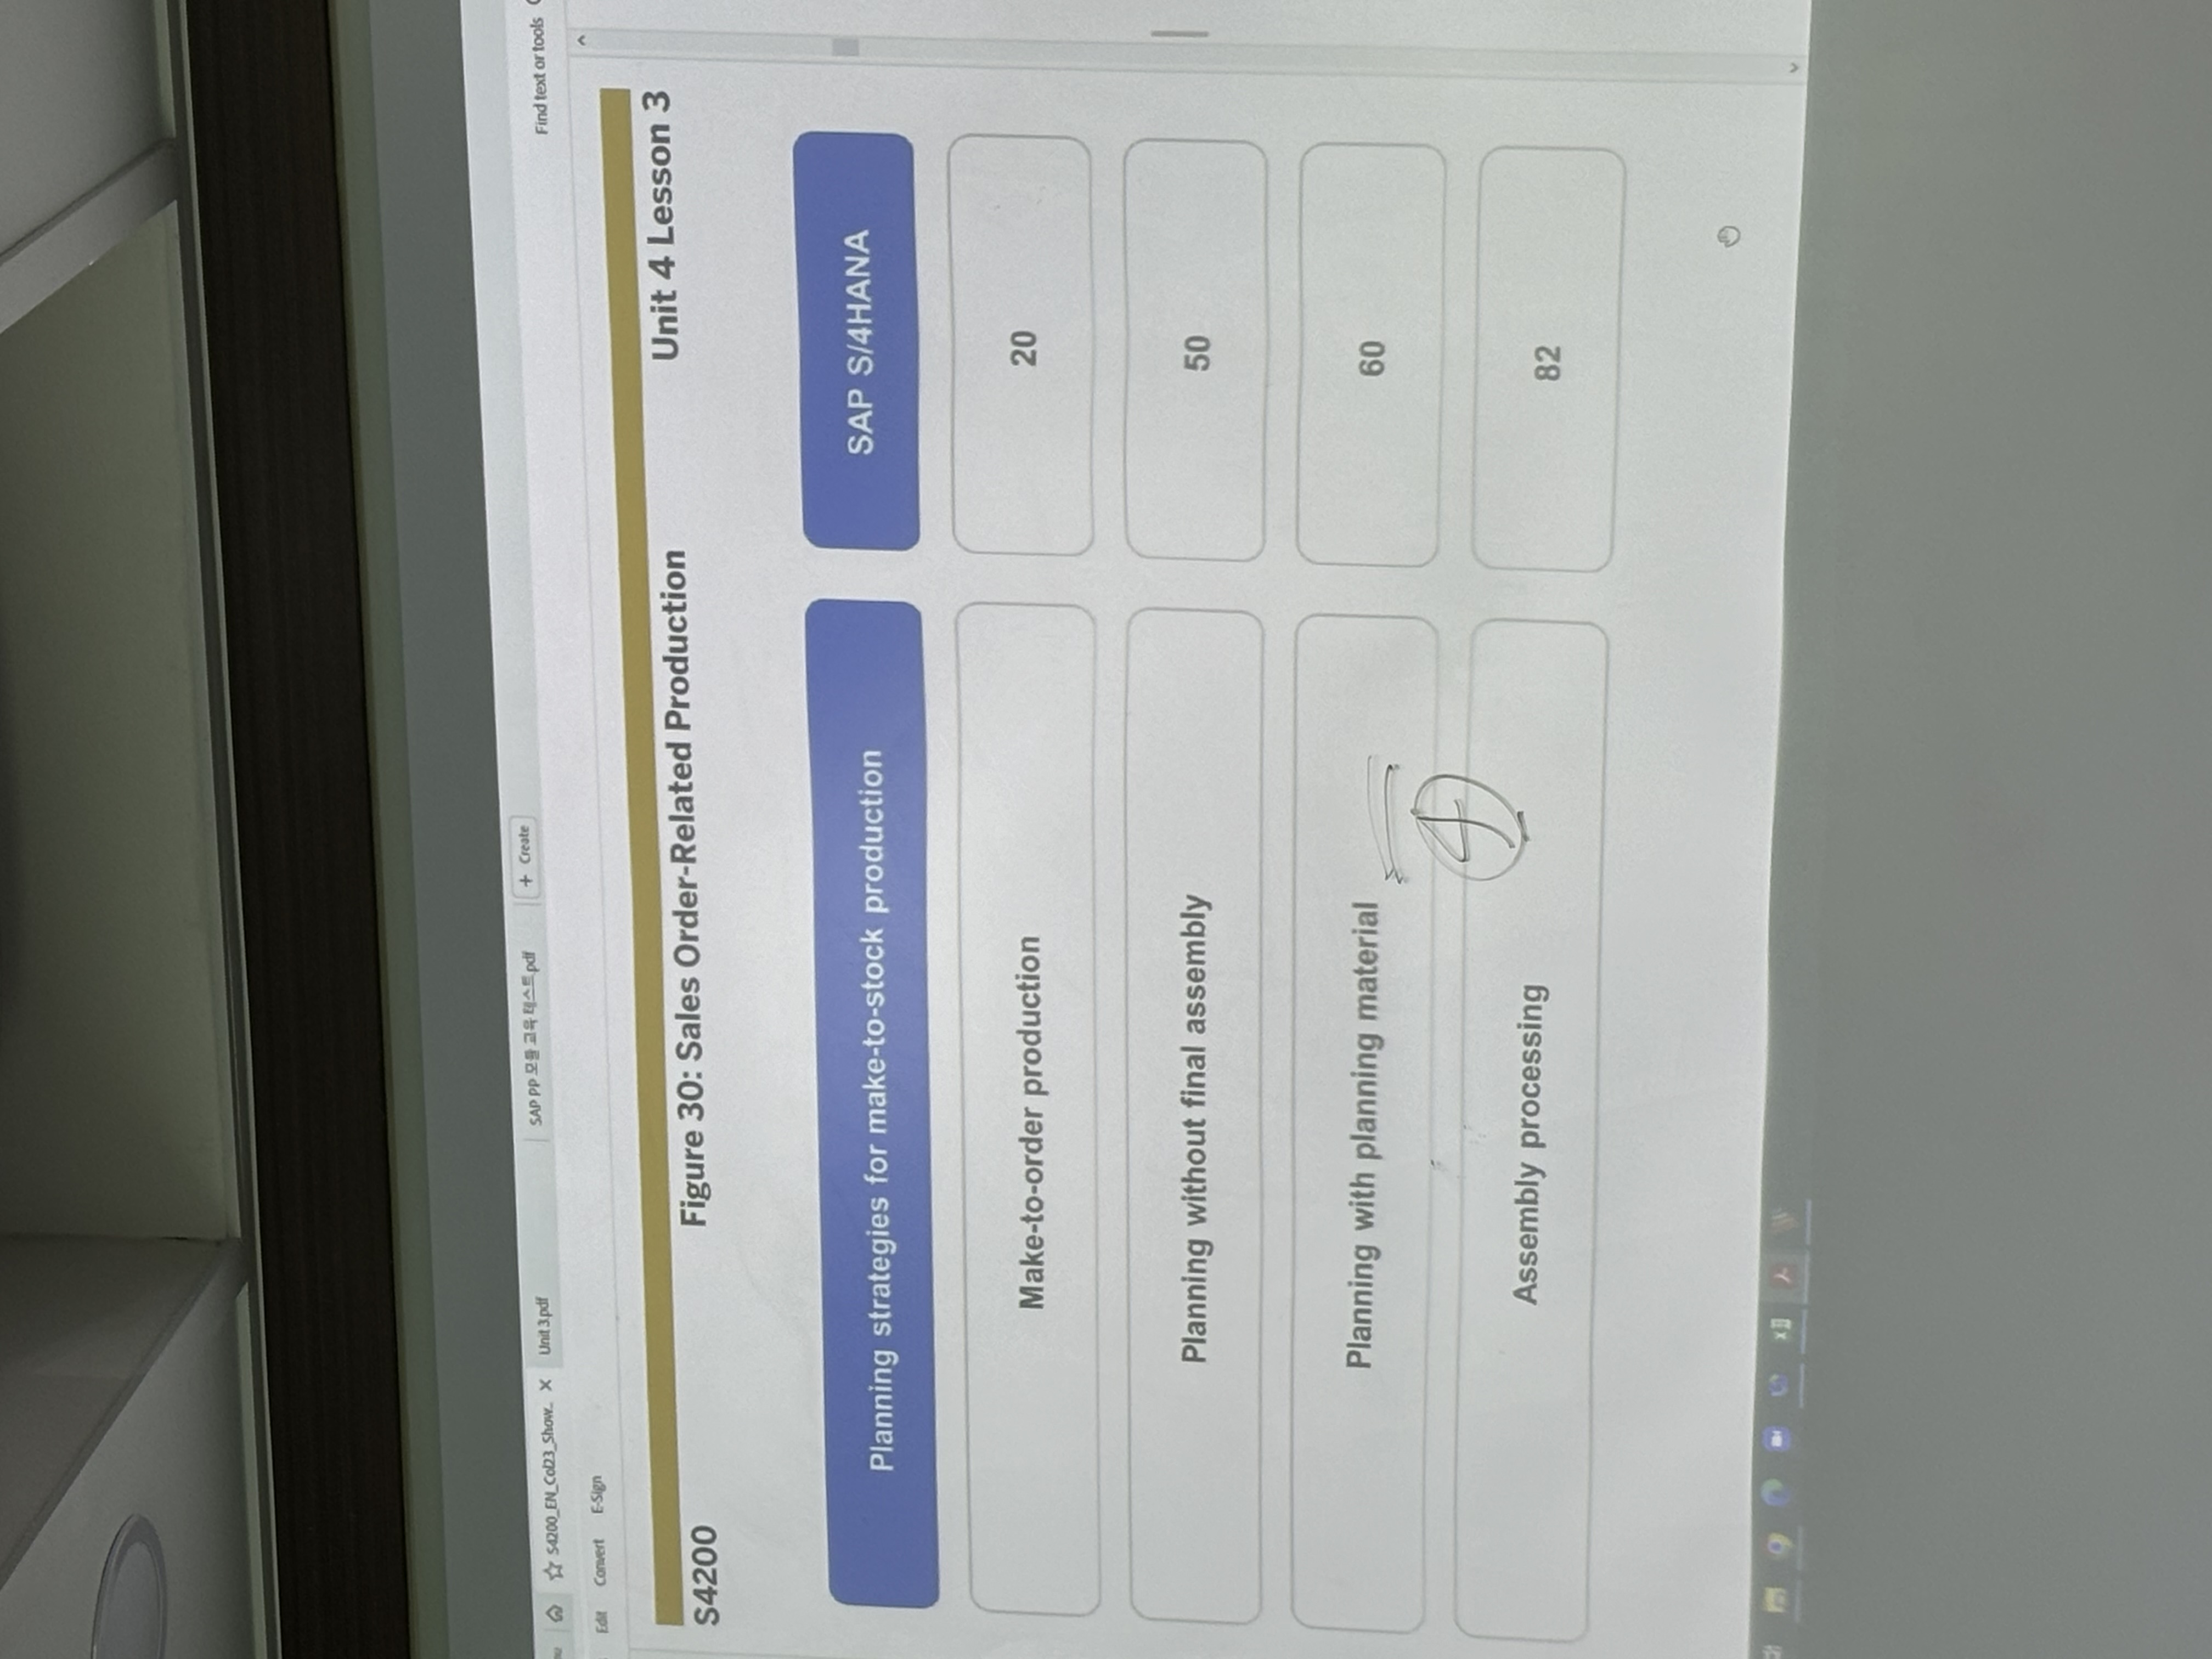 S4200_EN_Col23_Show... × Unit 3.pdf SAP PP 모듈 교육 테스트.pdf + Create
Find text or tools
Edit Convert E-Sign
S4200 Figure 30: Sales Order-Related Production Unit 4 Lesson 3
Planning strategies for make-to-stock production SAP S/4HANA
Make-to-order production 20
Planning without final assembly 50
Planning with planning material 60
4
Assembly processing 82